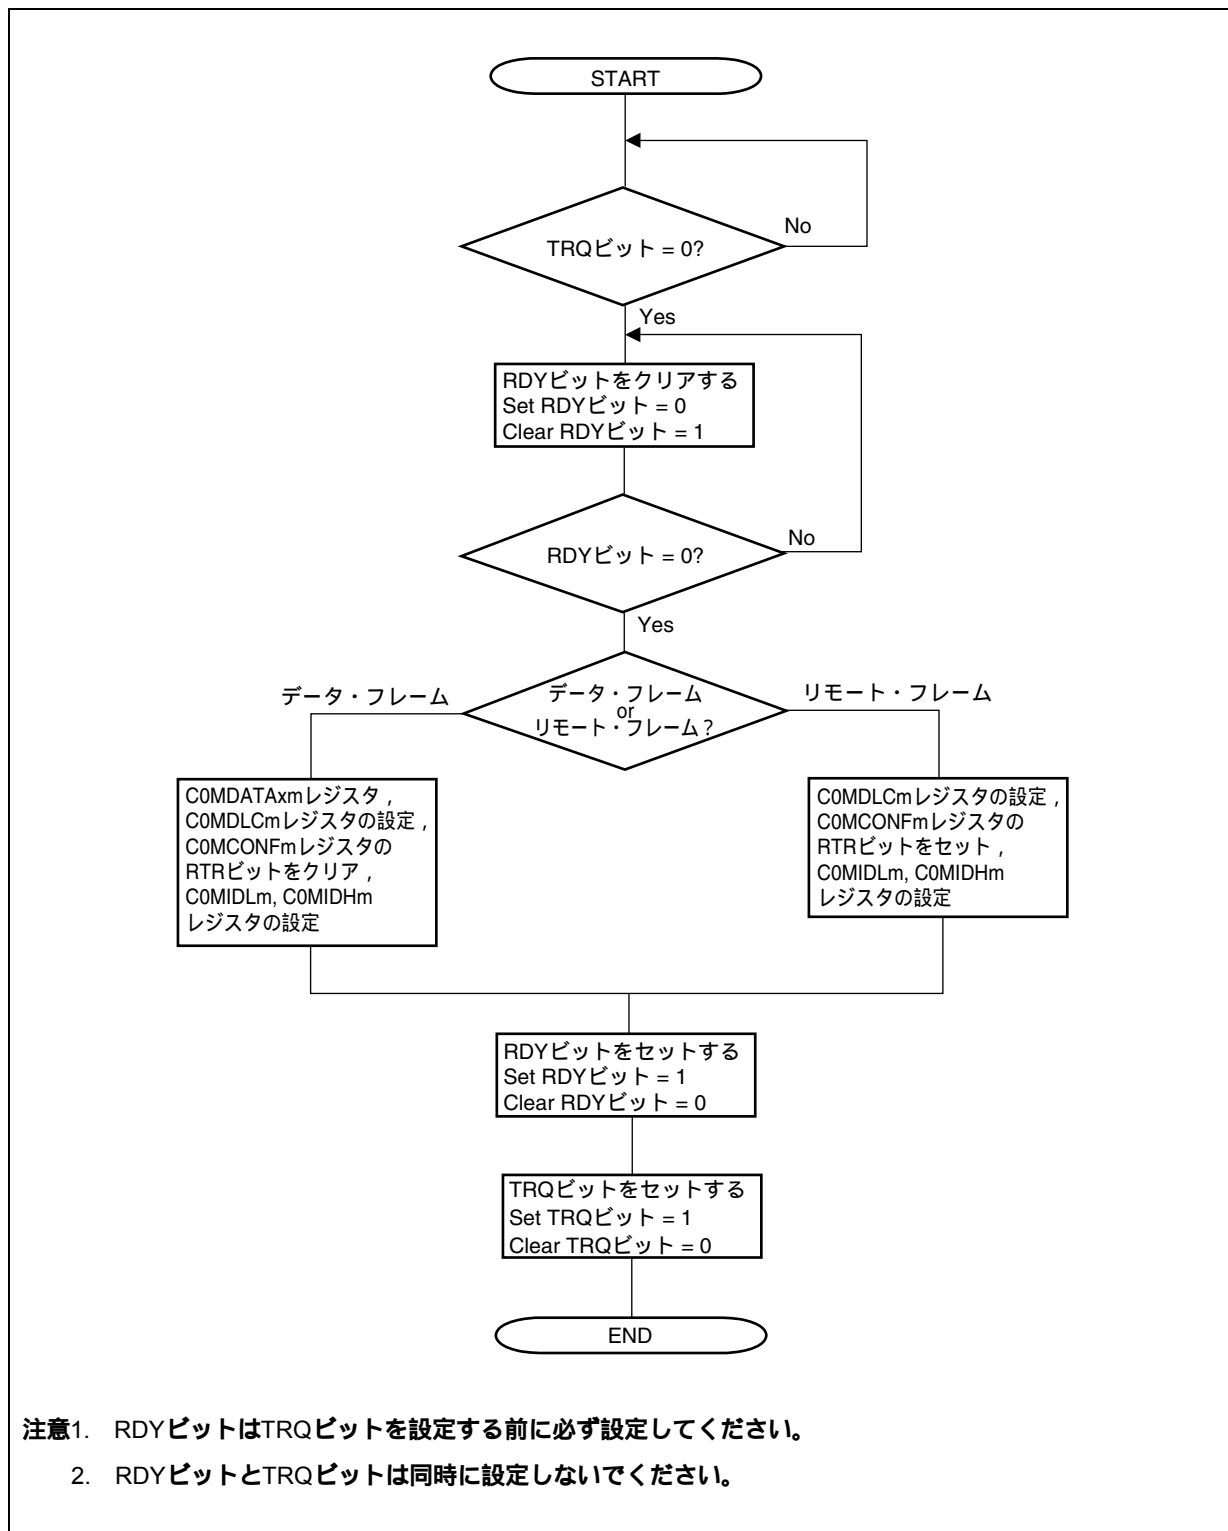 START
No
TRQビット = 0?
Yes
RDYビットをクリアする
Set RDYビット = 0
Clear RDYビット = 1
No
RDYビット = 0?
Yes
データ・フレーム
データ・フレーム
or
リモート・フレーム？
リモート・フレーム
C0MDATAxmレジスタ，
C0MDLCmレジスタの設定，
C0MCONFmレジスタの
RTRビットをクリア，
C0MIDLm, C0MIDHm
レジスタの設定
C0MDLCmレジスタの設定，
C0MCONFmレジスタの
RTRビットをセット，
C0MIDLm, C0MIDHm
レジスタの設定
RDYビットをセットする
Set RDYビット = 1
Clear RDYビット = 0
TRQビットをセットする
Set TRQビット = 1
Clear TRQビット = 0
END
注意1. RDYビットはTRQビットを設定する前に必ず設定してください。
2. RDYビットとTRQビットは同時に設定しないでください。